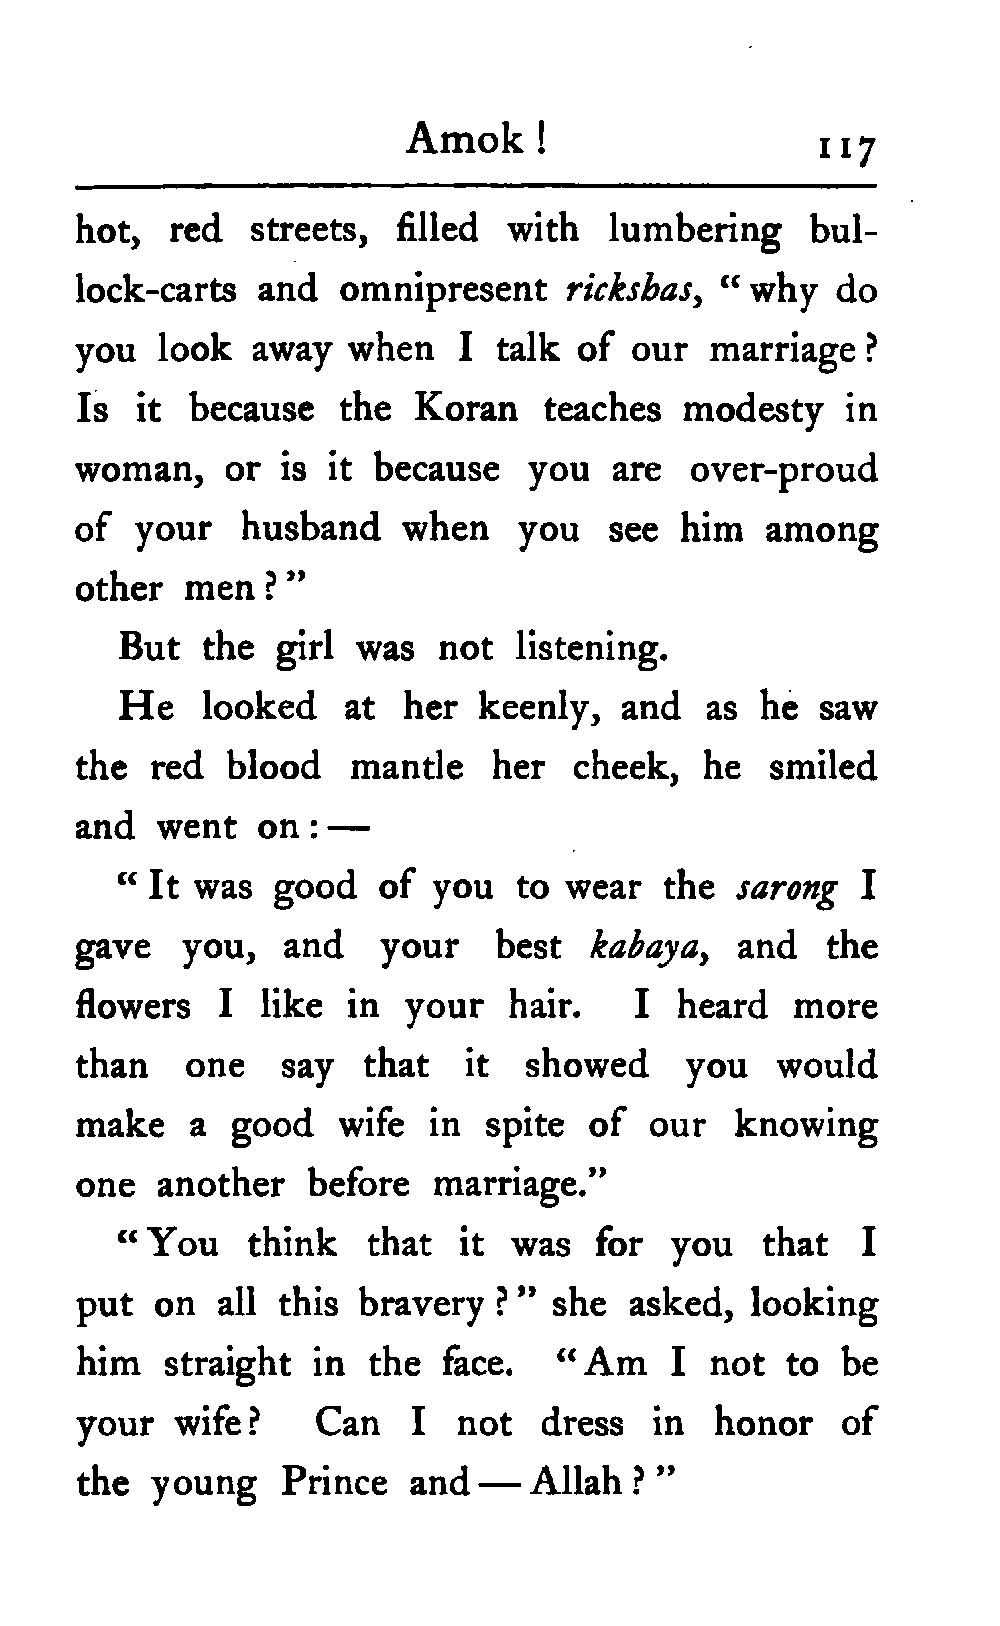 Amok ! 117
hot, red streets, filled with lumbering bul-
lock-carts and omnipresent rickshas, “ why do
you look away when I talk of our marriage ?
Is it because the Koran teaches modesty in
woman, or is it because you are over-proud
of your husband when you see him among
other men ? ”
But the girl was not listening.
He looked at her keenly, and as he saw
the red blood mantle her cheek, he smiled
and went on : —
“ It was good of you to wear the sarong I
gave you, and your best kabaya, and the
flowers I like in your hair. I heard more
than one say that it showed you would
make a good wife in spite of our knowing
one another before marriage.”
“ You think that it was for you that I
put on all this bravery ? ” she asked, looking
him straight in the face. “ Am I not to be
your wife ? Can I not dress in honor of
the young Prince and — Allah ? ”